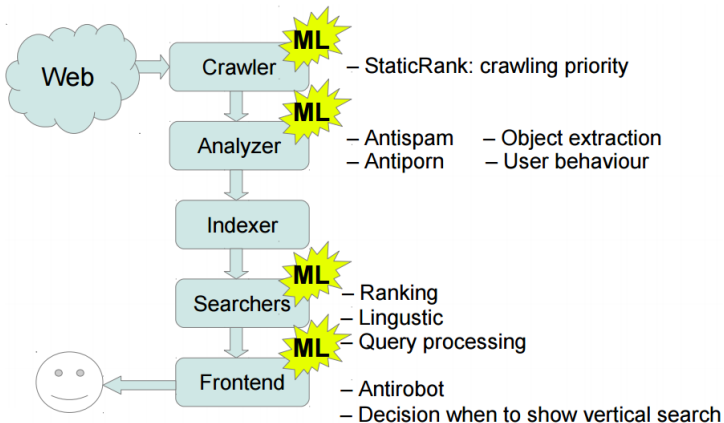 Web
Crawler
ML
– StaticRank: crawling priority
Analyzer
ML
– Antispam – Object extraction
– Antiporn – User behaviour
Indexer
Searchers
ML
– Ranking
– Lingustic
– Query processing
Frontend
ML
– Antirobot
– Decision when to show vertical search